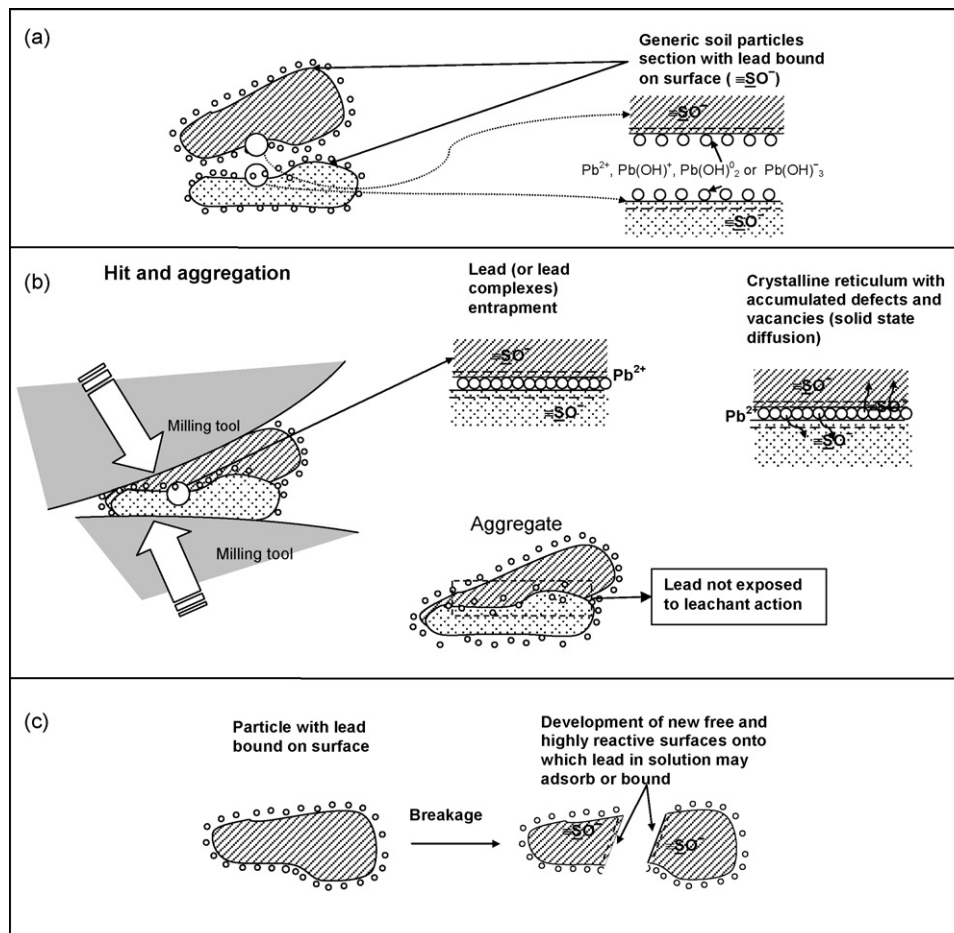 (a)
Generic soil particles
section with lead bound
on surface ( ≡SO⁻)
≡SO⁻
Pb²⁺, Pb(OH)⁺, Pb(OH)⁰₂ or Pb(OH)⁻₃
≡SO⁻
(b)
Hit and aggregation
Milling tool
Milling tool
Lead (or lead
complexes)
entrapment
≡SO⁻
Pb²⁺
≡SO⁻
Crystalline reticulum with
accumulated defects and
vacancies (solid state
diffusion)
≡SO⁻
Pb²⁺
≡SO⁻
≡SO⁻
Aggregate
Lead not exposed
to leachant action
(c)
Particle with lead
bound on surface
Breakage
Development of new free and
highly reactive surfaces onto
which lead in solution may
adsorb or bound
≡SO⁻
≡SO⁻